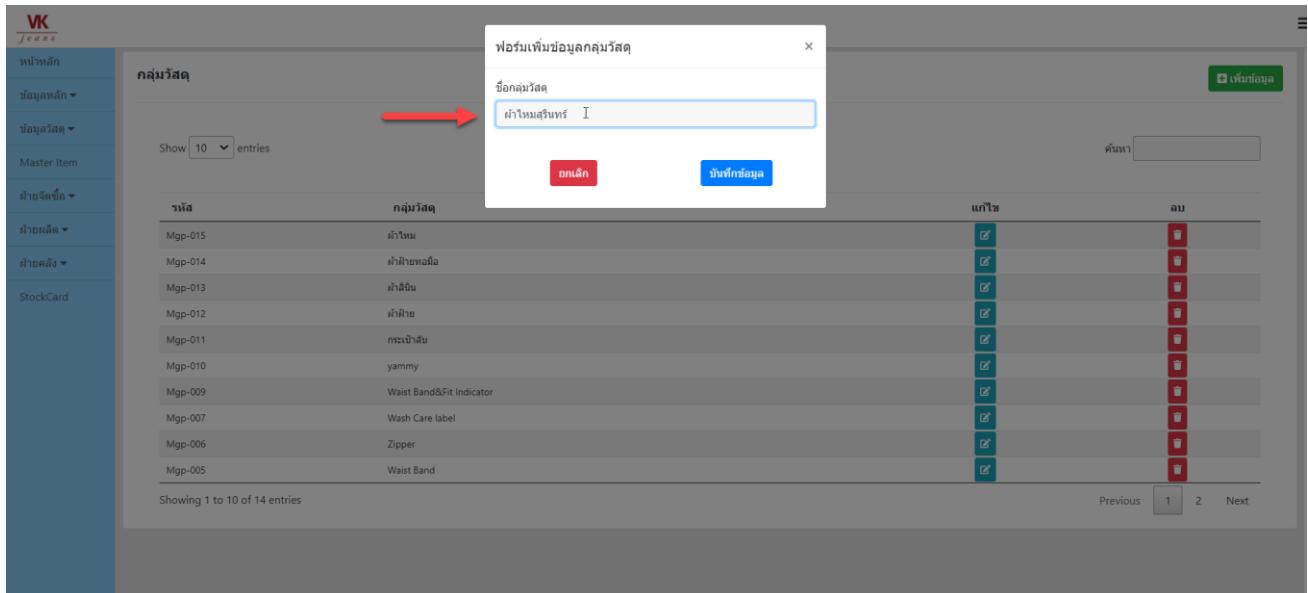 VK
jeans
หน้าหลัก
ข้อมูลหลัก
ข้อมูลวัสดุ
Master Item
ฝ่ายจัดซื้อ
ฝ่ายผลิต
ฝ่ายคลัง
StockCard
กลุ่มวัสดุ
เพิ่มข้อมูล
ฟอร์มเพิ่มข้อมูลกลุ่มวัสดุ ×
ชื่อกลุ่มวัสดุ
ผ้าไหมสุรินทร์
ยกเลิก บันทึกข้อมูล
Show 10 entries
ค้นหา
รหัส กลุ่มวัสดุ แก้ไข ลบ
Mgp-015 ผ้าไหม
Mgp-014 ผ้าฝ้ายทอมือ
Mgp-013 ผ้าลินิน
Mgp-012 ผ้าฝ้าย
Mgp-011 กระเป๋าสับ
Mgp-010 yammy
Mgp-009 Waist Band&Fit Indicator
Mgp-007 Wash Care label
Mgp-006 Zipper
Mgp-005 Waist Band
Showing 1 to 10 of 14 entries
Previous 1 2 Next